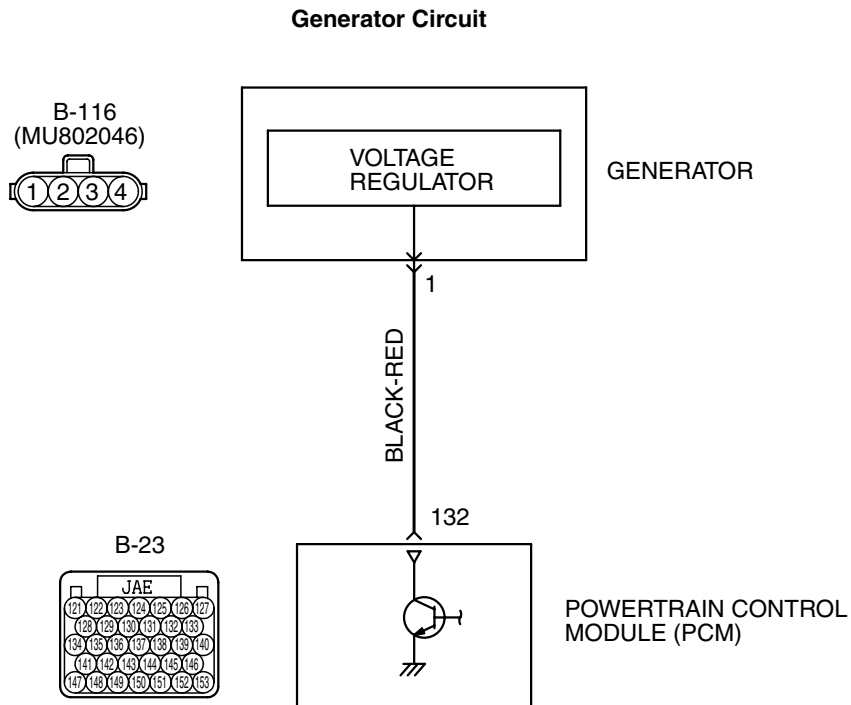 Generator Circuit
B-116
(MU802046)
1 2 3 4
VOLTAGE
REGULATOR
GENERATOR
1
BLACK-RED
132
B-23
JAE
121 122 123 124 125 126 127
128 129 130 131 132 133
134 135 136 137 138 139 140
141 142 143 144 145 146
147 148 149 150 151 152 153
POWERTRAIN CONTROL
MODULE (PCM)